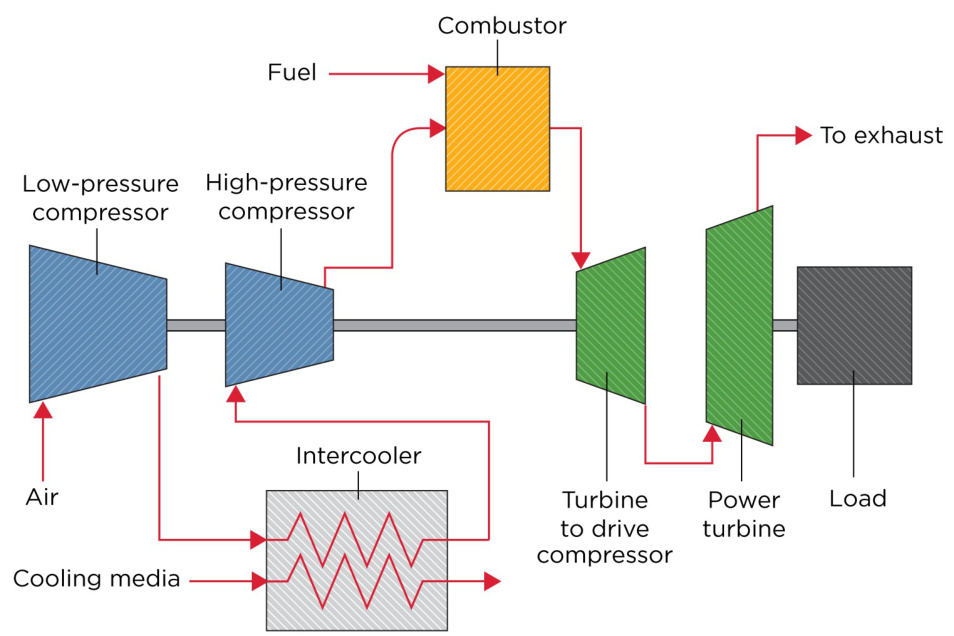 Combustor
Fuel
To exhaust
Low-pressure
compressor
High-pressure
compressor
Intercooler
Air
Turbine
to drive
compressor
Power
turbine
Load
Cooling media